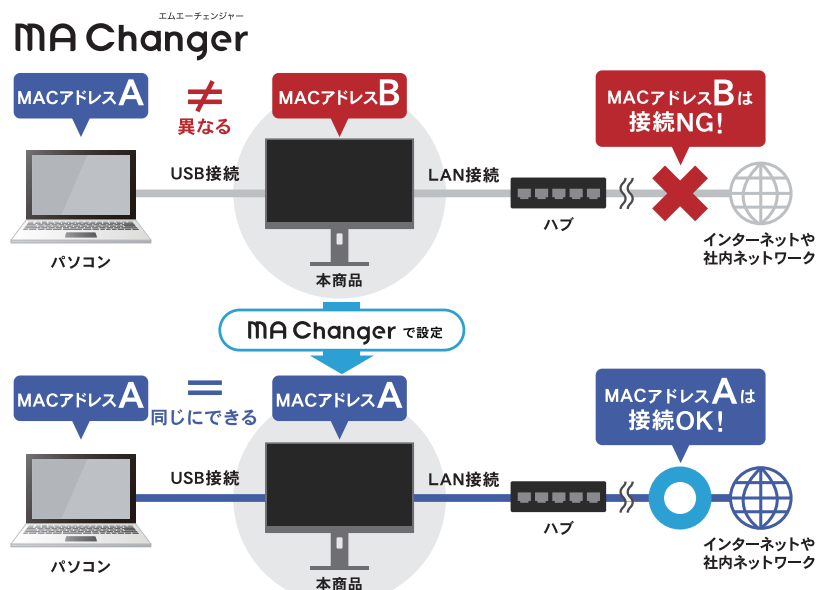 エムエーチェンジャー
MA Changer
MACアドレスA
≠
異なる
MACアドレスB
MACアドレスBは
接続NG!
USB接続
LAN接続
パソコン
本商品
ハブ
インターネットや
社内ネットワーク
MA Changerで設定
MACアドレスA
=
同じにできる
MACアドレスA
MACアドレスAは
接続OK!
USB接続
LAN接続
パソコン
本商品
ハブ
インターネットや
社内ネットワーク